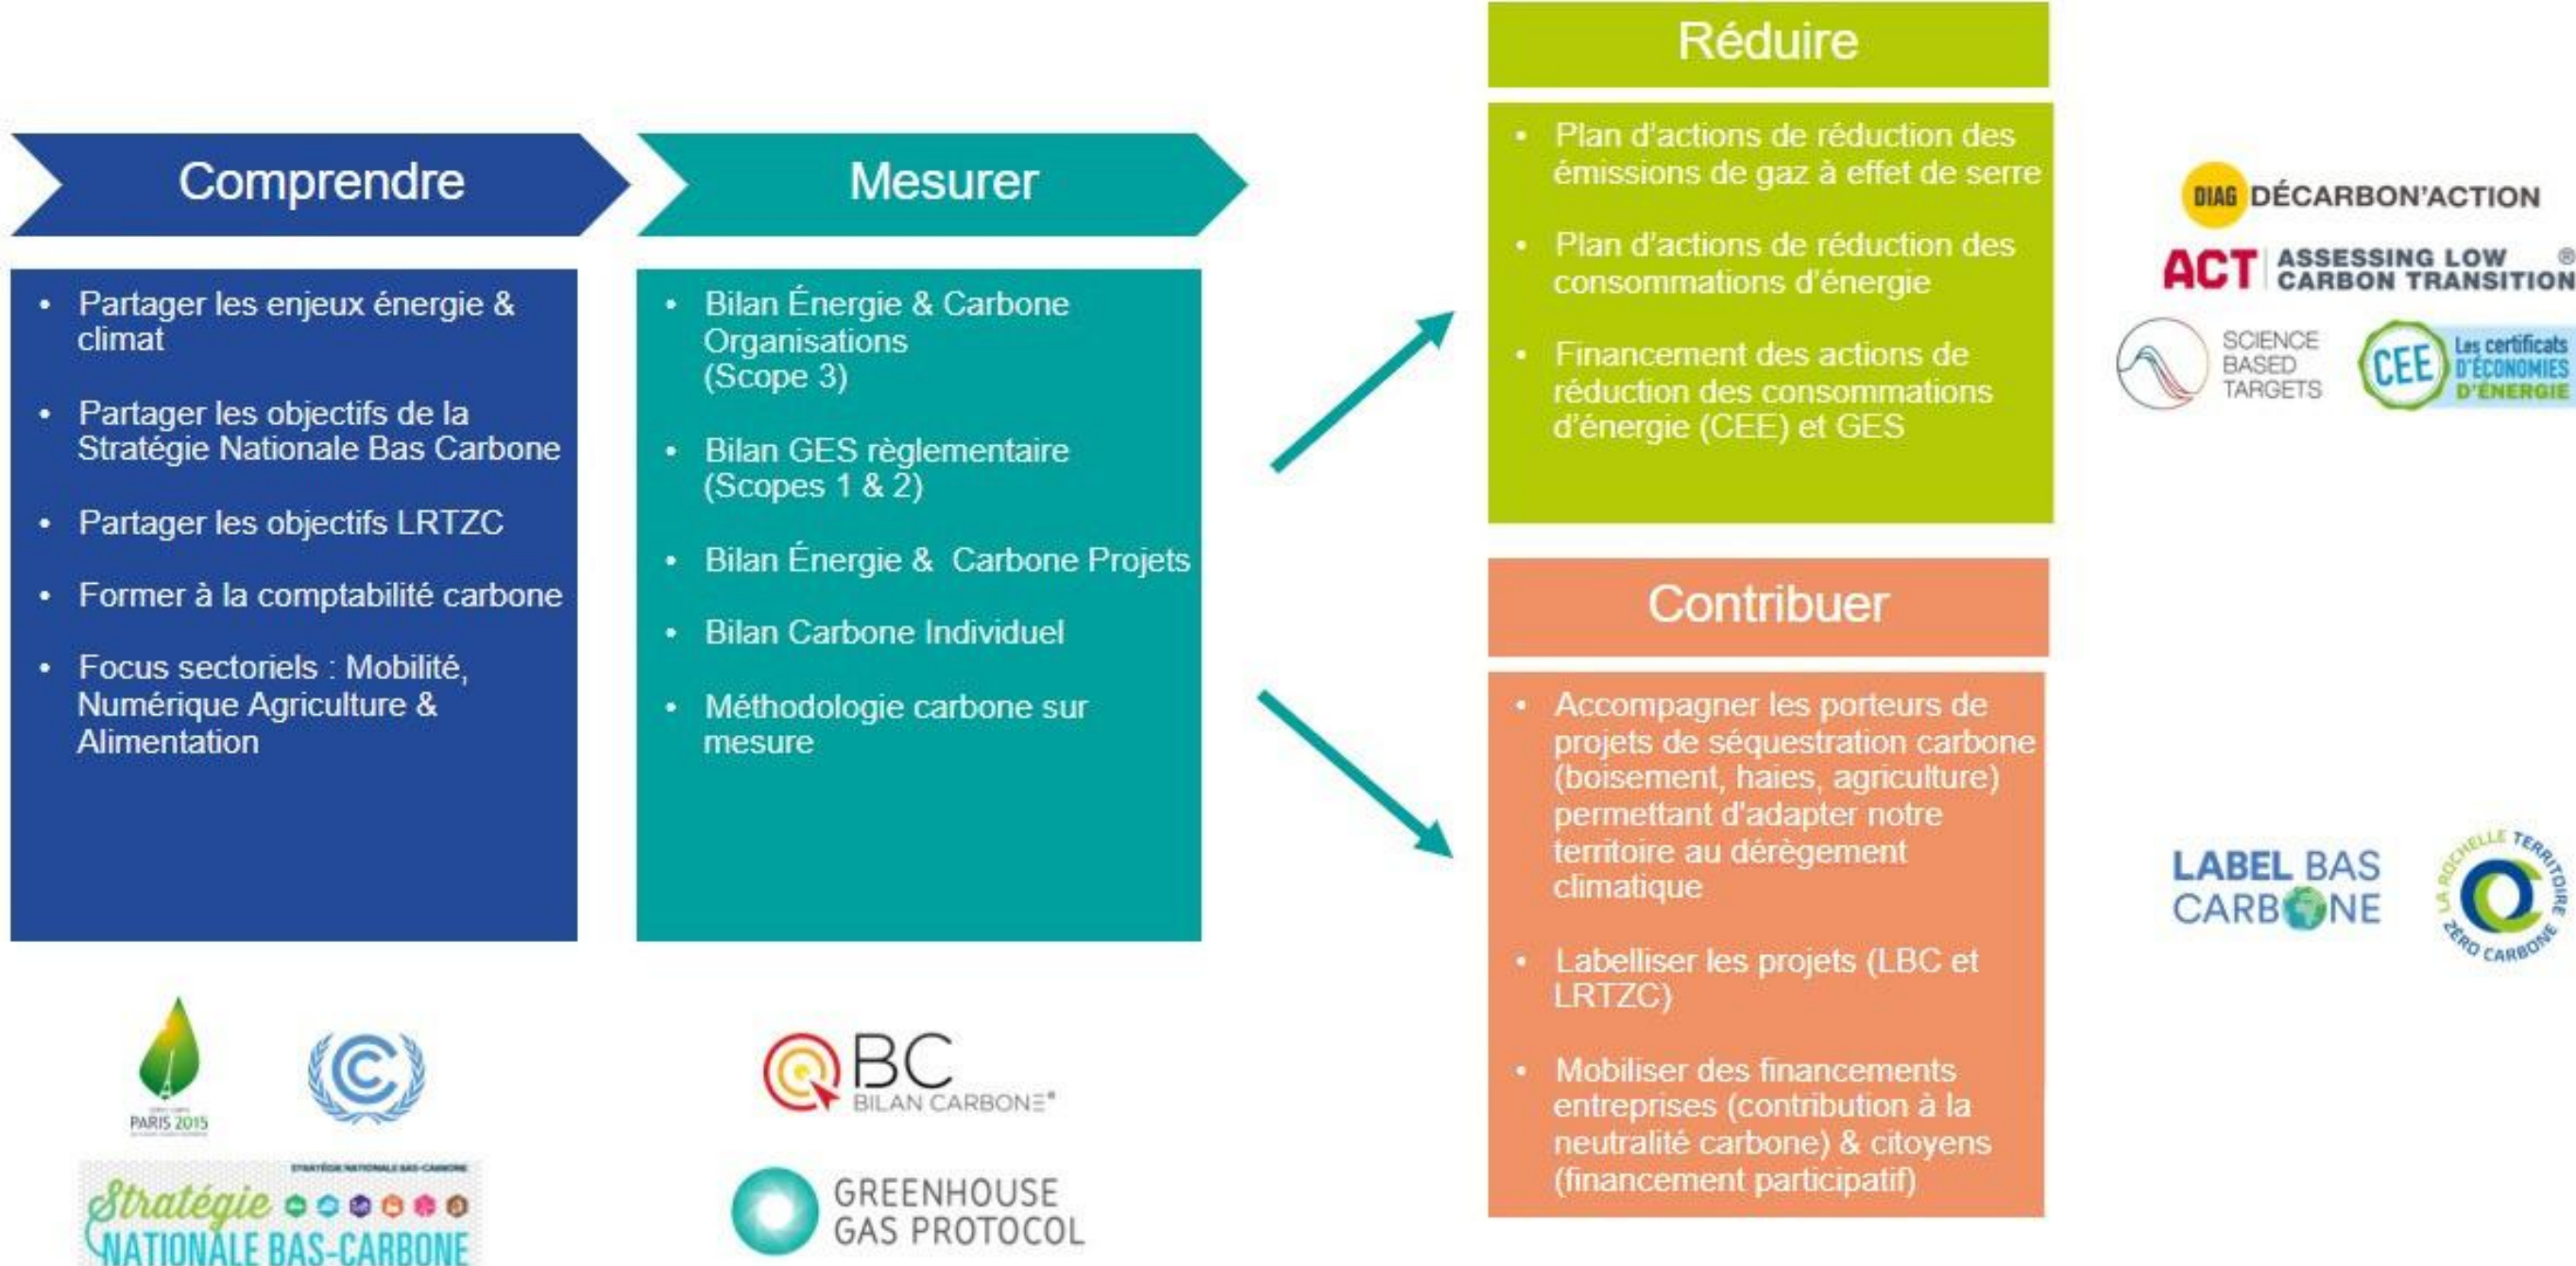 Comprendre
• Partager les enjeux énergie &
climat
• Partager les objectifs de la
Stratégie Nationale Bas Carbone
• Partager les objectifs LRTZC
• Former à la comptabilité carbone
• Focus sectoriels : Mobilité,
Numérique Agriculture &
Alimentation
PARIS 2015
STRATÉGIE NATIONALE BAS-CARBONE
Stratégie
NATIONALE BAS-CARBONE
Mesurer
• Bilan Énergie & Carbone
Organisations
(Scope 3)
• Bilan GES règlementaire
(Scopes 1 & 2)
• Bilan Énergie & Carbone Projets
• Bilan Carbone Individuel
• Méthodologie carbone sur
mesure
BC
BILAN CARBONE®
GREENHOUSE
GAS PROTOCOL
Réduire
• Plan d'actions de réduction des
émissions de gaz à effet de serre
• Plan d'actions de réduction des
consommations d'énergie
• Financement des actions de
réduction des consommations
d'énergie (CEE) et GES
DIAG DÉCARBON'ACTION
ACT ASSESSING LOW ®
CARBON TRANSITION
SCIENCE
BASED
TARGETS
CEE Les certificats
D'ÉCONOMIES
D'ÉNERGIE
Contribuer
• Accompagner les porteurs de
projets de séquestration carbone
(boisement, haies, agriculture)
permettant d'adapter notre
territoire au dérègement
climatique
• Labelliser les projets (LBC et
LRTZC)
• Mobiliser des financements
entreprises (contribution à la
neutralité carbone) & citoyens
(financement participatif)
LABEL BAS
CARBONE
LA ROCHELLE TERRITOIRE
ZÉRO CARBONE